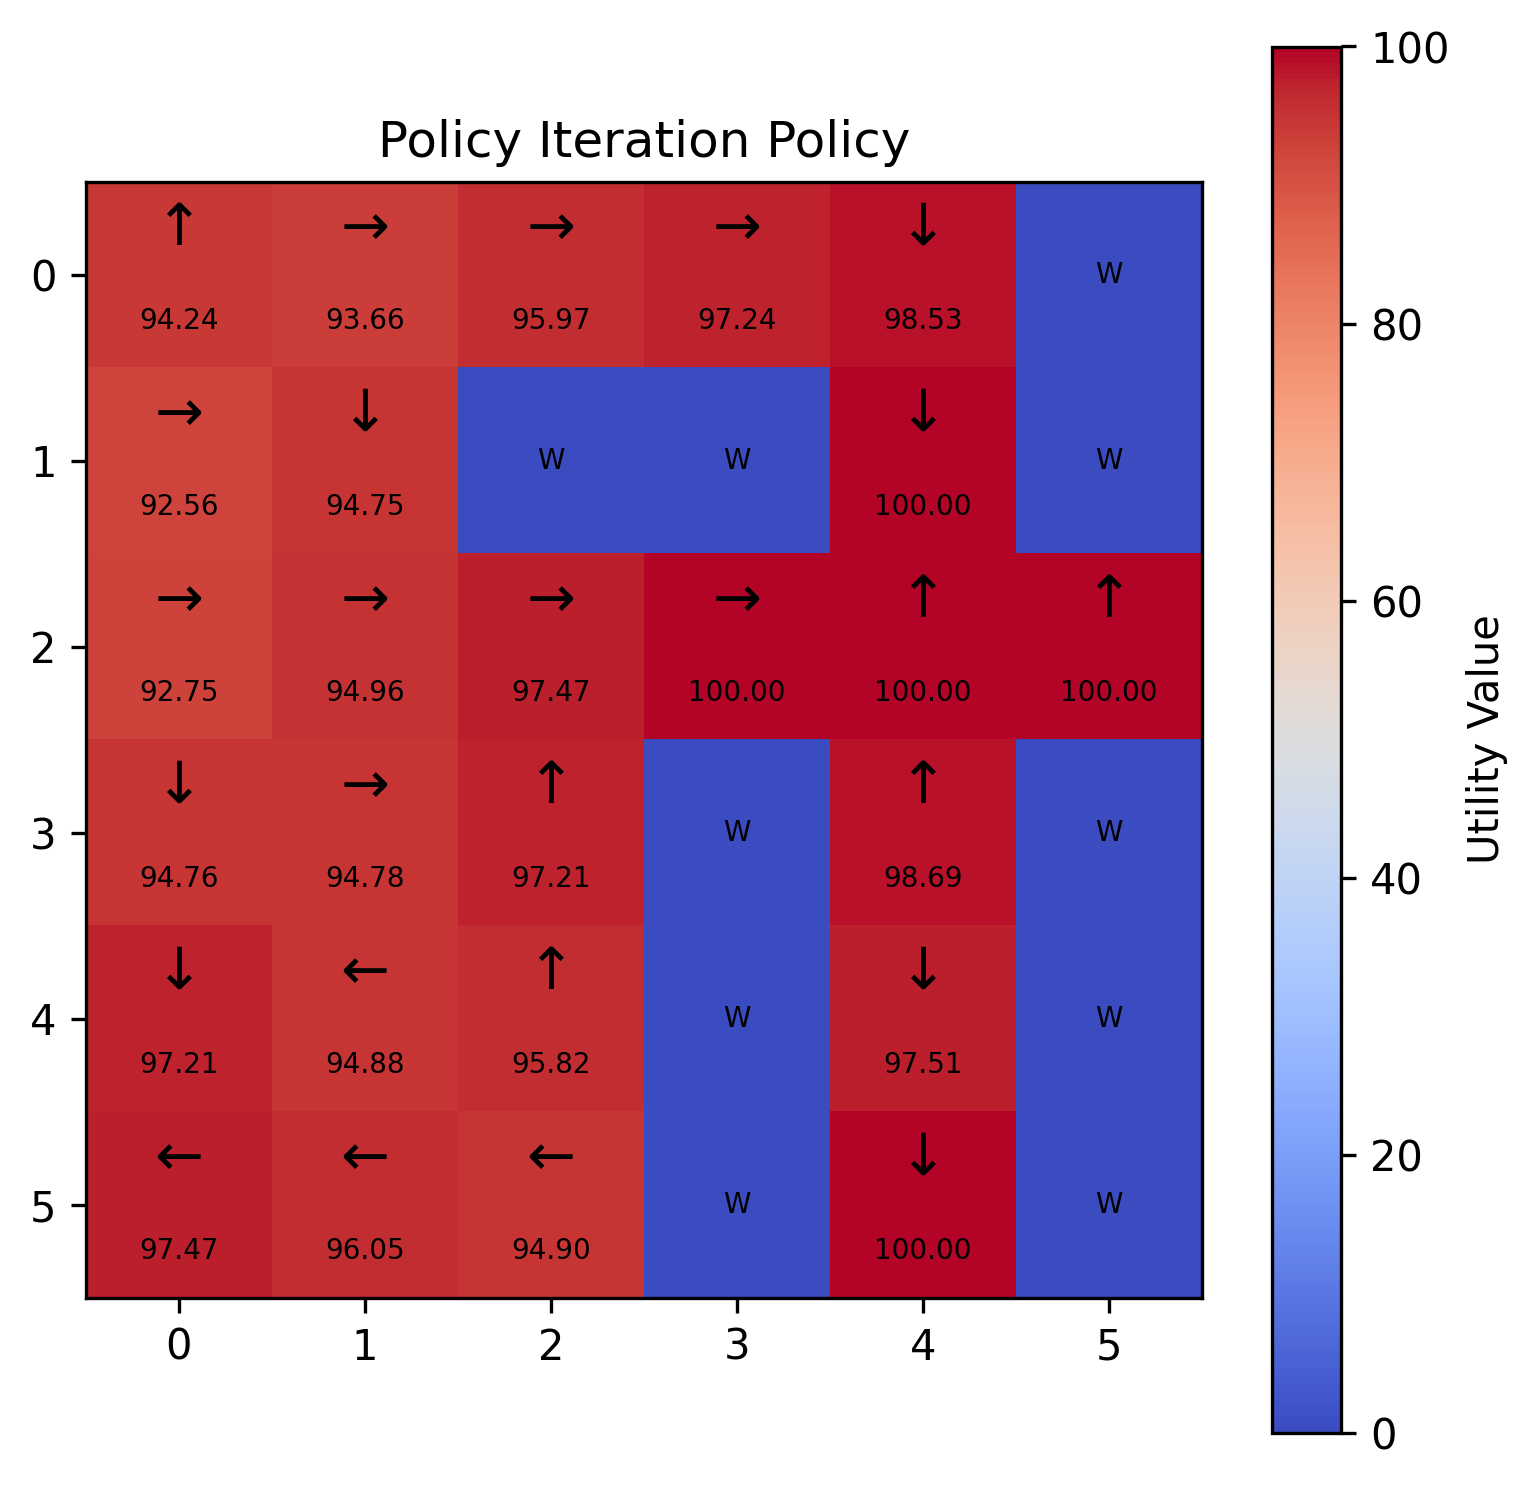 Policy Iteration Policy
↑ → → → ↓
94.24 93.66 95.97 97.24 98.53 W
→ ↓ ↓
92.56 94.75 W W 100.00 W
→ → → → ↑ ↑
92.75 94.96 97.47 100.00 100.00 100.00
↓ → ↑ ↑
94.76 94.78 97.21 W 98.69 W
↓ ← ↑ ↓
97.21 94.88 95.82 W 97.51 W
← ← ← ↓
97.47 96.05 94.90 W 100.00 W
0
1
2
3
4
5
0 1 2 3 4 5
100
80
60
40
20
0
Utility Value